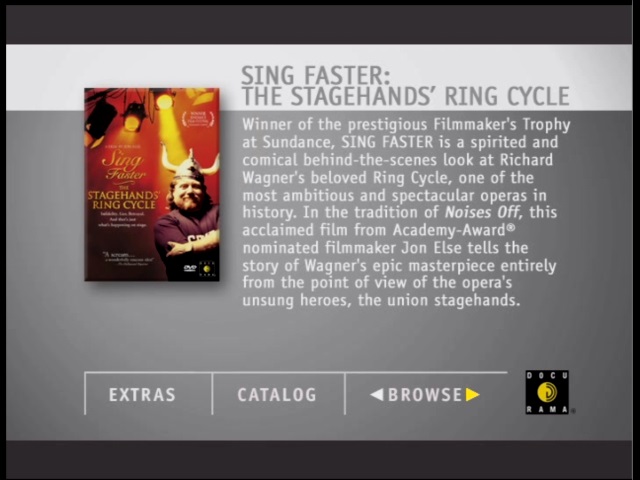 SING FASTER:
THE STAGEHANDS' RING CYCLE
Winner of the prestigious Filmmaker's Trophy
at Sundance, SING FASTER is a spirited and
comical behind-the-scenes look at Richard
Wagner's beloved Ring Cycle, one of the
most ambitious and spectacular operas in
history. In the tradition of Noises Off, this
acclaimed film from Academy-Award®
nominated filmmaker Jon Else tells the
story of Wagner's epic masterpiece entirely
from the point of view of the opera's
unsung heroes, the union stagehands.
Sing
Faster
THE
STAGEHANDS'
RING CYCLE
"A scream...
DVD
EXTRAS
CATALOG
BROWSE
DOCU
RAMA®